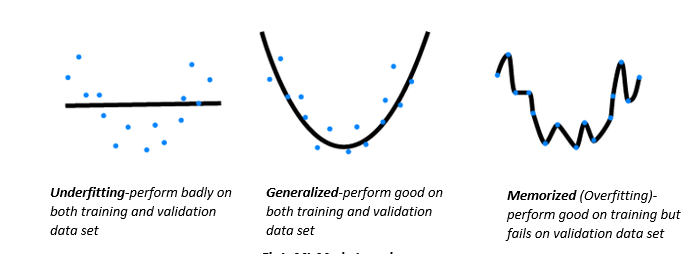 Underfitting-perform badly on
both training and validation
data set
Generalized-perform good on
both training and validation
data set
Memorized (Overfitting)-
perform good on training but
fails on validation data set